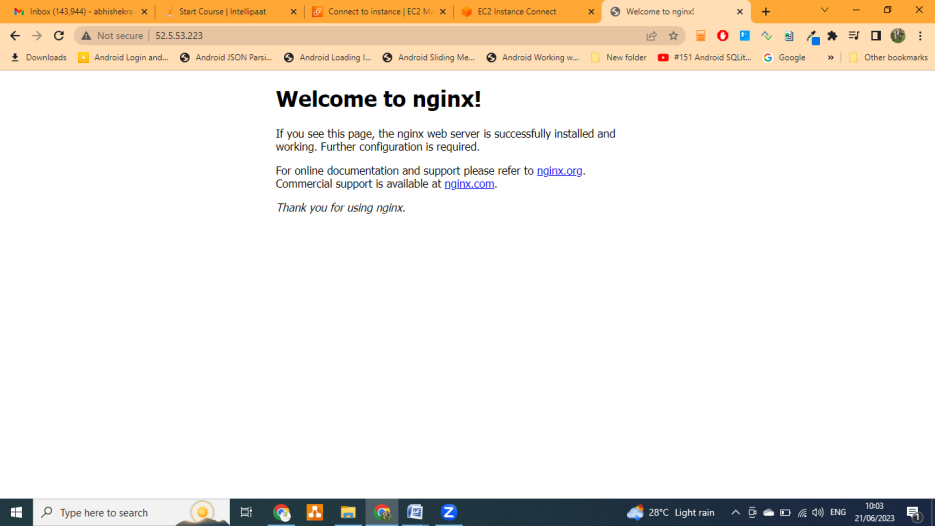 Inbox (143,944) - abhishekra
Start Course | Intellipaat
Connect to instance | EC2 Ma
EC2 Instance Connect
Welcome to nginx!
Not secure | 52.5.53.223
Downloads
Android Login and...
Android JSON Parsi...
Android Loading I...
Android Sliding Me...
Android Working w...
New folder
#151 Android SQLit...
Google
»
Other bookmarks
Welcome to nginx!
If you see this page, the nginx web server is successfully installed and
working. Further configuration is required.
For online documentation and support please refer to nginx.org.
Commercial support is available at nginx.com.
Thank you for using nginx.
Type here to search
28°C Light rain
ENG
10:03
21/06/2023
1